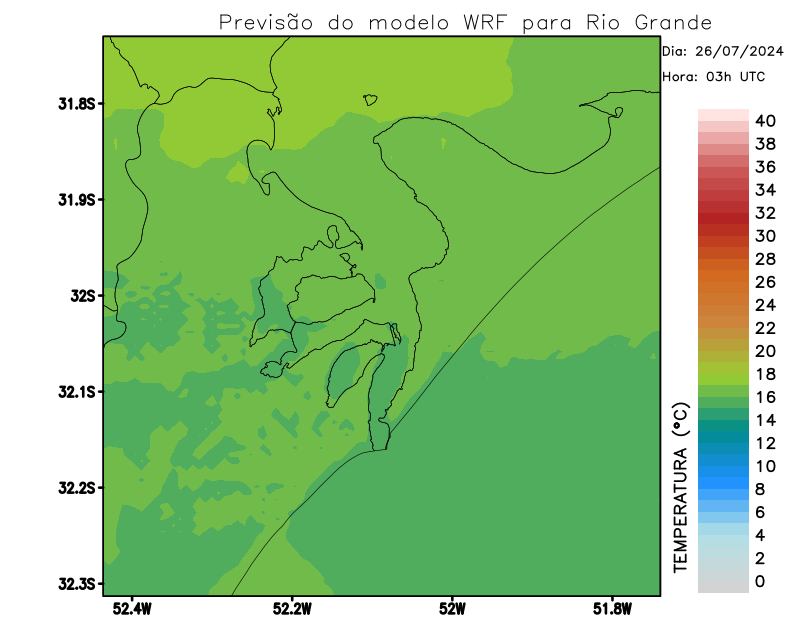 Previsão do modelo WRF para Rio Grande
Dia: 26/07/2024
Hora: 03h UTC
31.8S
31.9S
32S
32.1S
32.2S
32.3S
52.4W
52.2W
52W
51.8W
TEMPERATURA (°C)
40
38
36
34
32
30
28
26
24
22
20
18
16
14
12
10
8
6
4
2
0